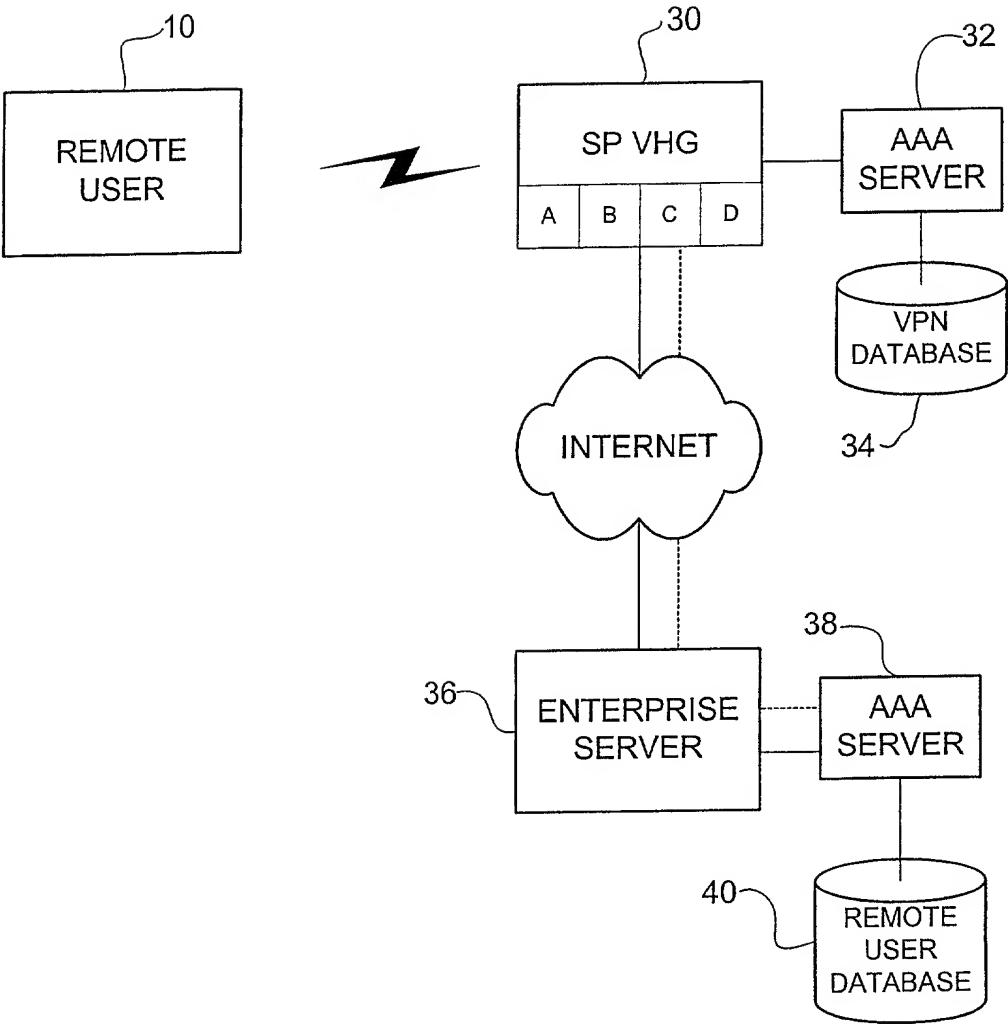 10
30
32
REMOTE
USER
SP VHG
A B C D
AAA
SERVER
VPN
DATABASE
34
INTERNET
36
38
ENTERPRISE
SERVER
AAA
SERVER
40
REMOTE
USER
DATABASE